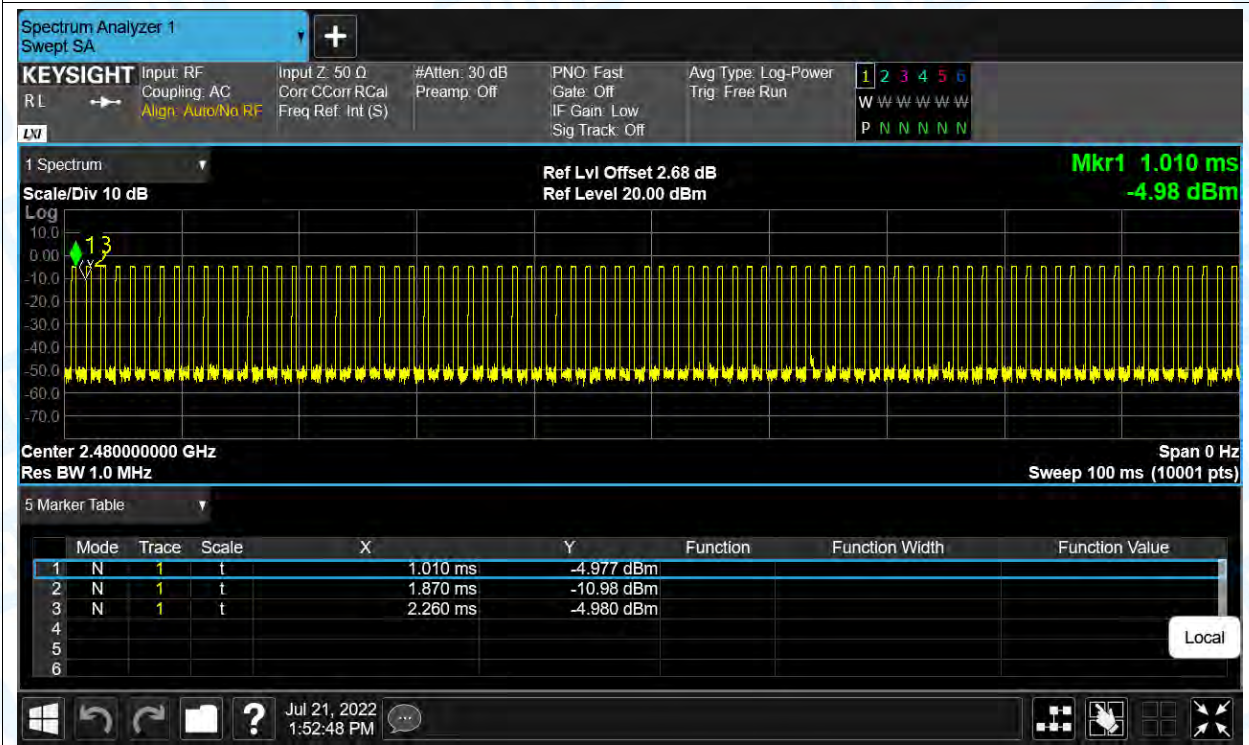 Spectrum Analyzer 1
Swept SA
+
KEYSIGHT Input: RF Input Z: 50 Ω #Atten: 30 dB PNO: Fast Avg Type: Log-Power 1 2 3 4 5 6
R L Coupling: AC Corr CCorr RCal Preamp: Off Gate: Off Trig: Free Run W W W W W W
Align: Auto/No RF Freq Ref: Int (S) IF Gain: Low P N N N N N
LXI Sig Track: Off
1 Spectrum Ref Lvl Offset 2.68 dB Mkr1 1.010 ms
Scale/Div 10 dB Ref Level 20.00 dBm -4.98 dBm
Log
10.0
0.00
-10.0
-20.0
-30.0
-40.0
-50.0
-60.0
-70.0
1 3
2
Center 2.480000000 GHz Span 0 Hz
Res BW 1.0 MHz Sweep 100 ms (10001 pts)
5 Marker Table
Mode Trace Scale X Y Function Function Width Function Value
1 N 1 t 1.010 ms -4.977 dBm
2 N 1 t 1.870 ms -10.98 dBm
3 N 1 t 2.260 ms -4.980 dBm
4
5
6
Local
? Jul 21, 2022
1:52:48 PM